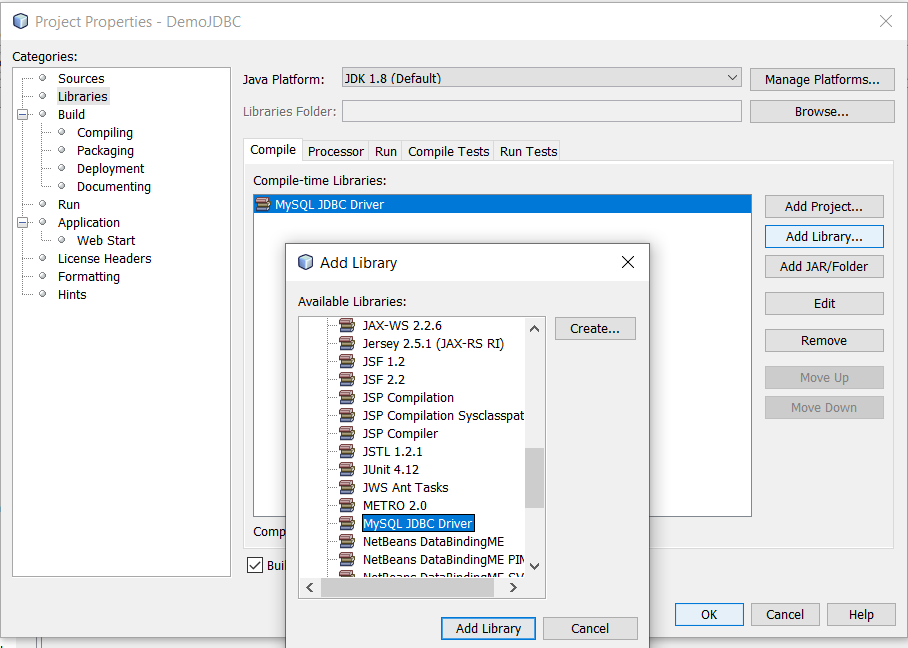 Project Properties - DemoJDBC
Categories:
Sources
Libraries
Build
Compiling
Packaging
Deployment
Documenting
Run
Application
Web Start
License Headers
Formatting
Hints
Java Platform:
JDK 1.8 (Default)
Manage Platforms...
Libraries Folder:
Browse...
Compile
Processor
Run
Compile Tests
Run Tests
Compile-time Libraries:
MySQL JDBC Driver
Add Project...
Add Library...
Add JAR/Folder
Edit
Remove
Move Up
Move Down
Add Library
Available Libraries:
JAX-WS 2.2.6
Jersey 2.5.1 (JAX-RS RI)
JSF 1.2
JSF 2.2
JSP Compilation
JSP Compilation Sysclasspat
JSP Compiler
JSTL 1.2.1
JUnit 4.12
JWS Ant Tasks
METRO 2.0
MySQL JDBC Driver
NetBeans DataBindingME
NetBeans DataBindingME PIM
NetBeans DataBindingME SV
Create...
Add Library
Cancel
Comp
Buil
OK
Cancel
Help